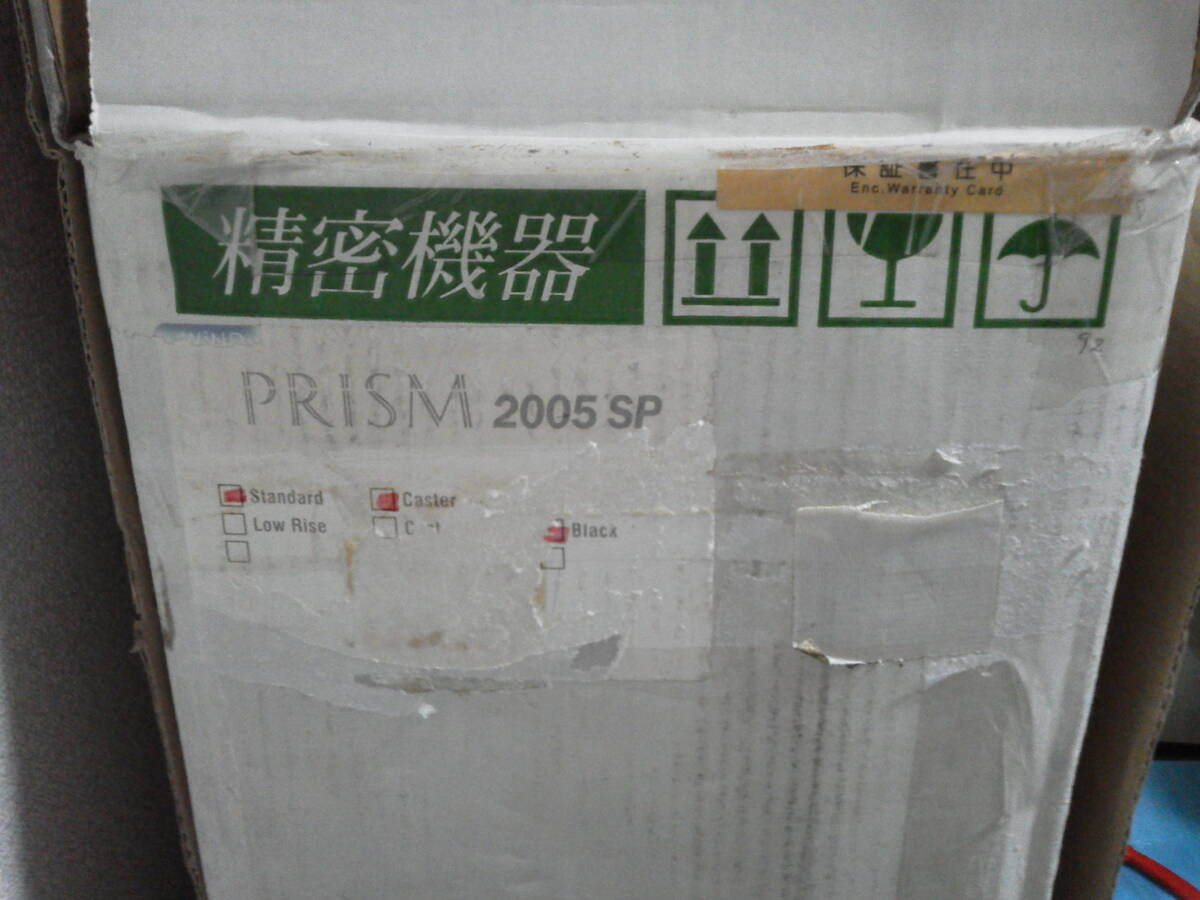 保証書在中
Enc. Warranty Card
精密機器
92
PRISM 2005 SP
Standard
Caster
Low Rise
Black